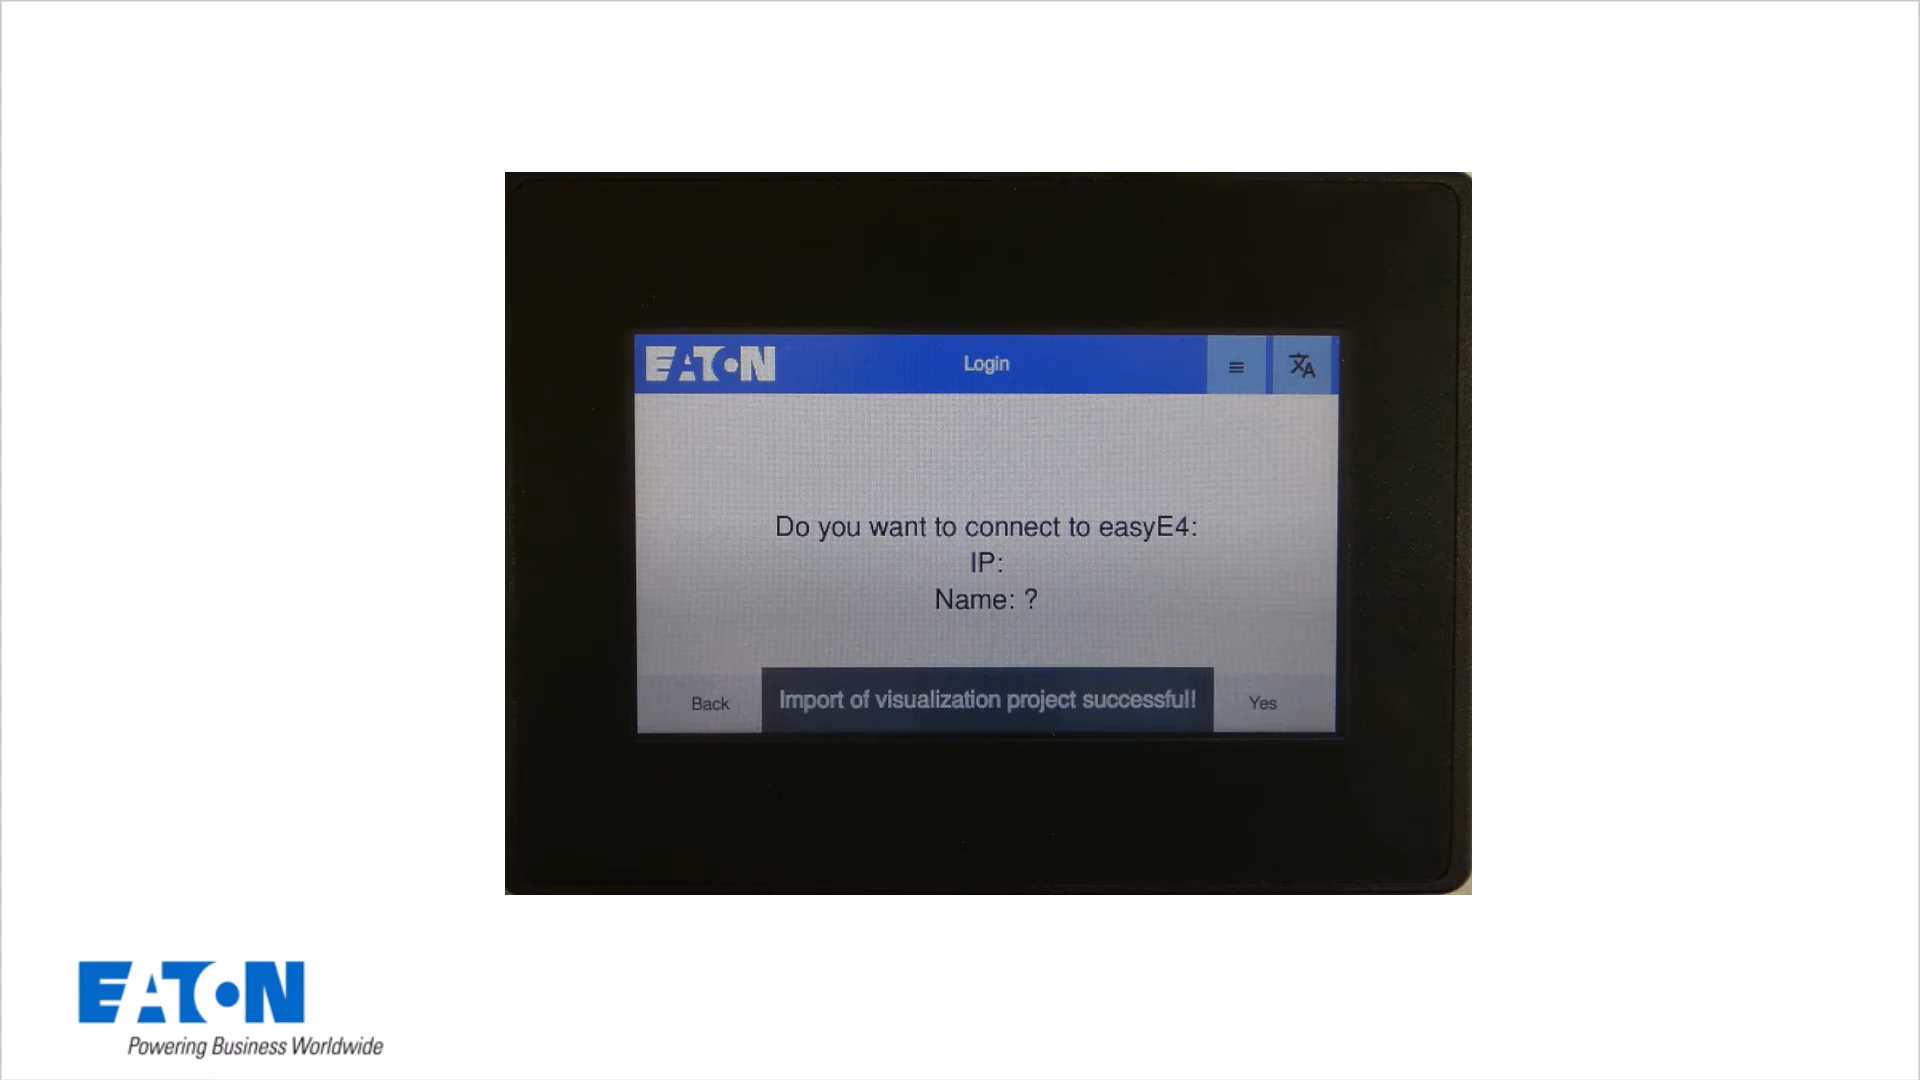 EATON
Login
Do you want to connect to easyE4:
IP:
Name: ?
Back
Import of visualization project successful!
Yes
EATON
Powering Business Worldwide